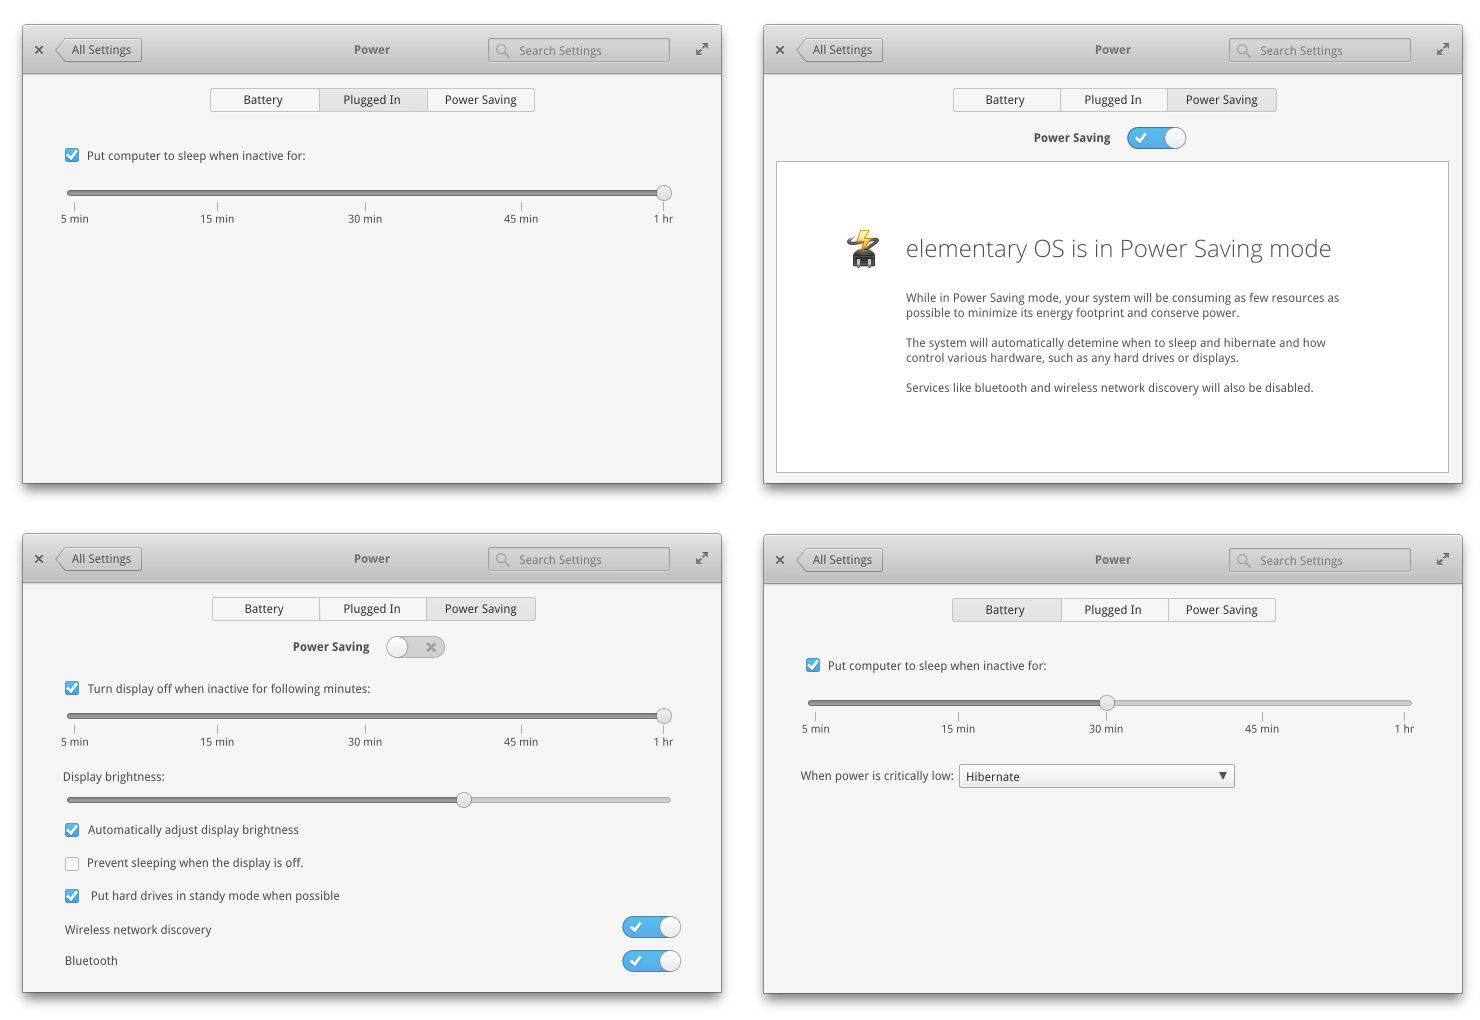 All Settings
Power
Search Settings
Battery
Plugged In
Power Saving
Put computer to sleep when inactive for:
5 min
15 min
30 min
45 min
1 hr
All Settings
Power
Search Settings
Battery
Plugged In
Power Saving
Power Saving
elementary OS is in Power Saving mode
While in Power Saving mode, your system will be consuming as few resources as
possible to minimize its energy footprint and conserve power.
The system will automatically detemine when to sleep and hibernate and how
control various hardware, such as any hard drives or displays.
Services like bluetooth and wireless network discovery will also be disabled.
All Settings
Power
Search Settings
Battery
Plugged In
Power Saving
Power Saving
Turn display off when inactive for following minutes:
5 min
15 min
30 min
45 min
1 hr
Display brightness:
Automatically adjust display brightness
Prevent sleeping when the display is off.
Put hard drives in standy mode when possible
Wireless network discovery
Bluetooth
All Settings
Power
Search Settings
Battery
Plugged In
Power Saving
Put computer to sleep when inactive for:
5 min
15 min
30 min
45 min
1 hr
When power is critically low:
Hibernate